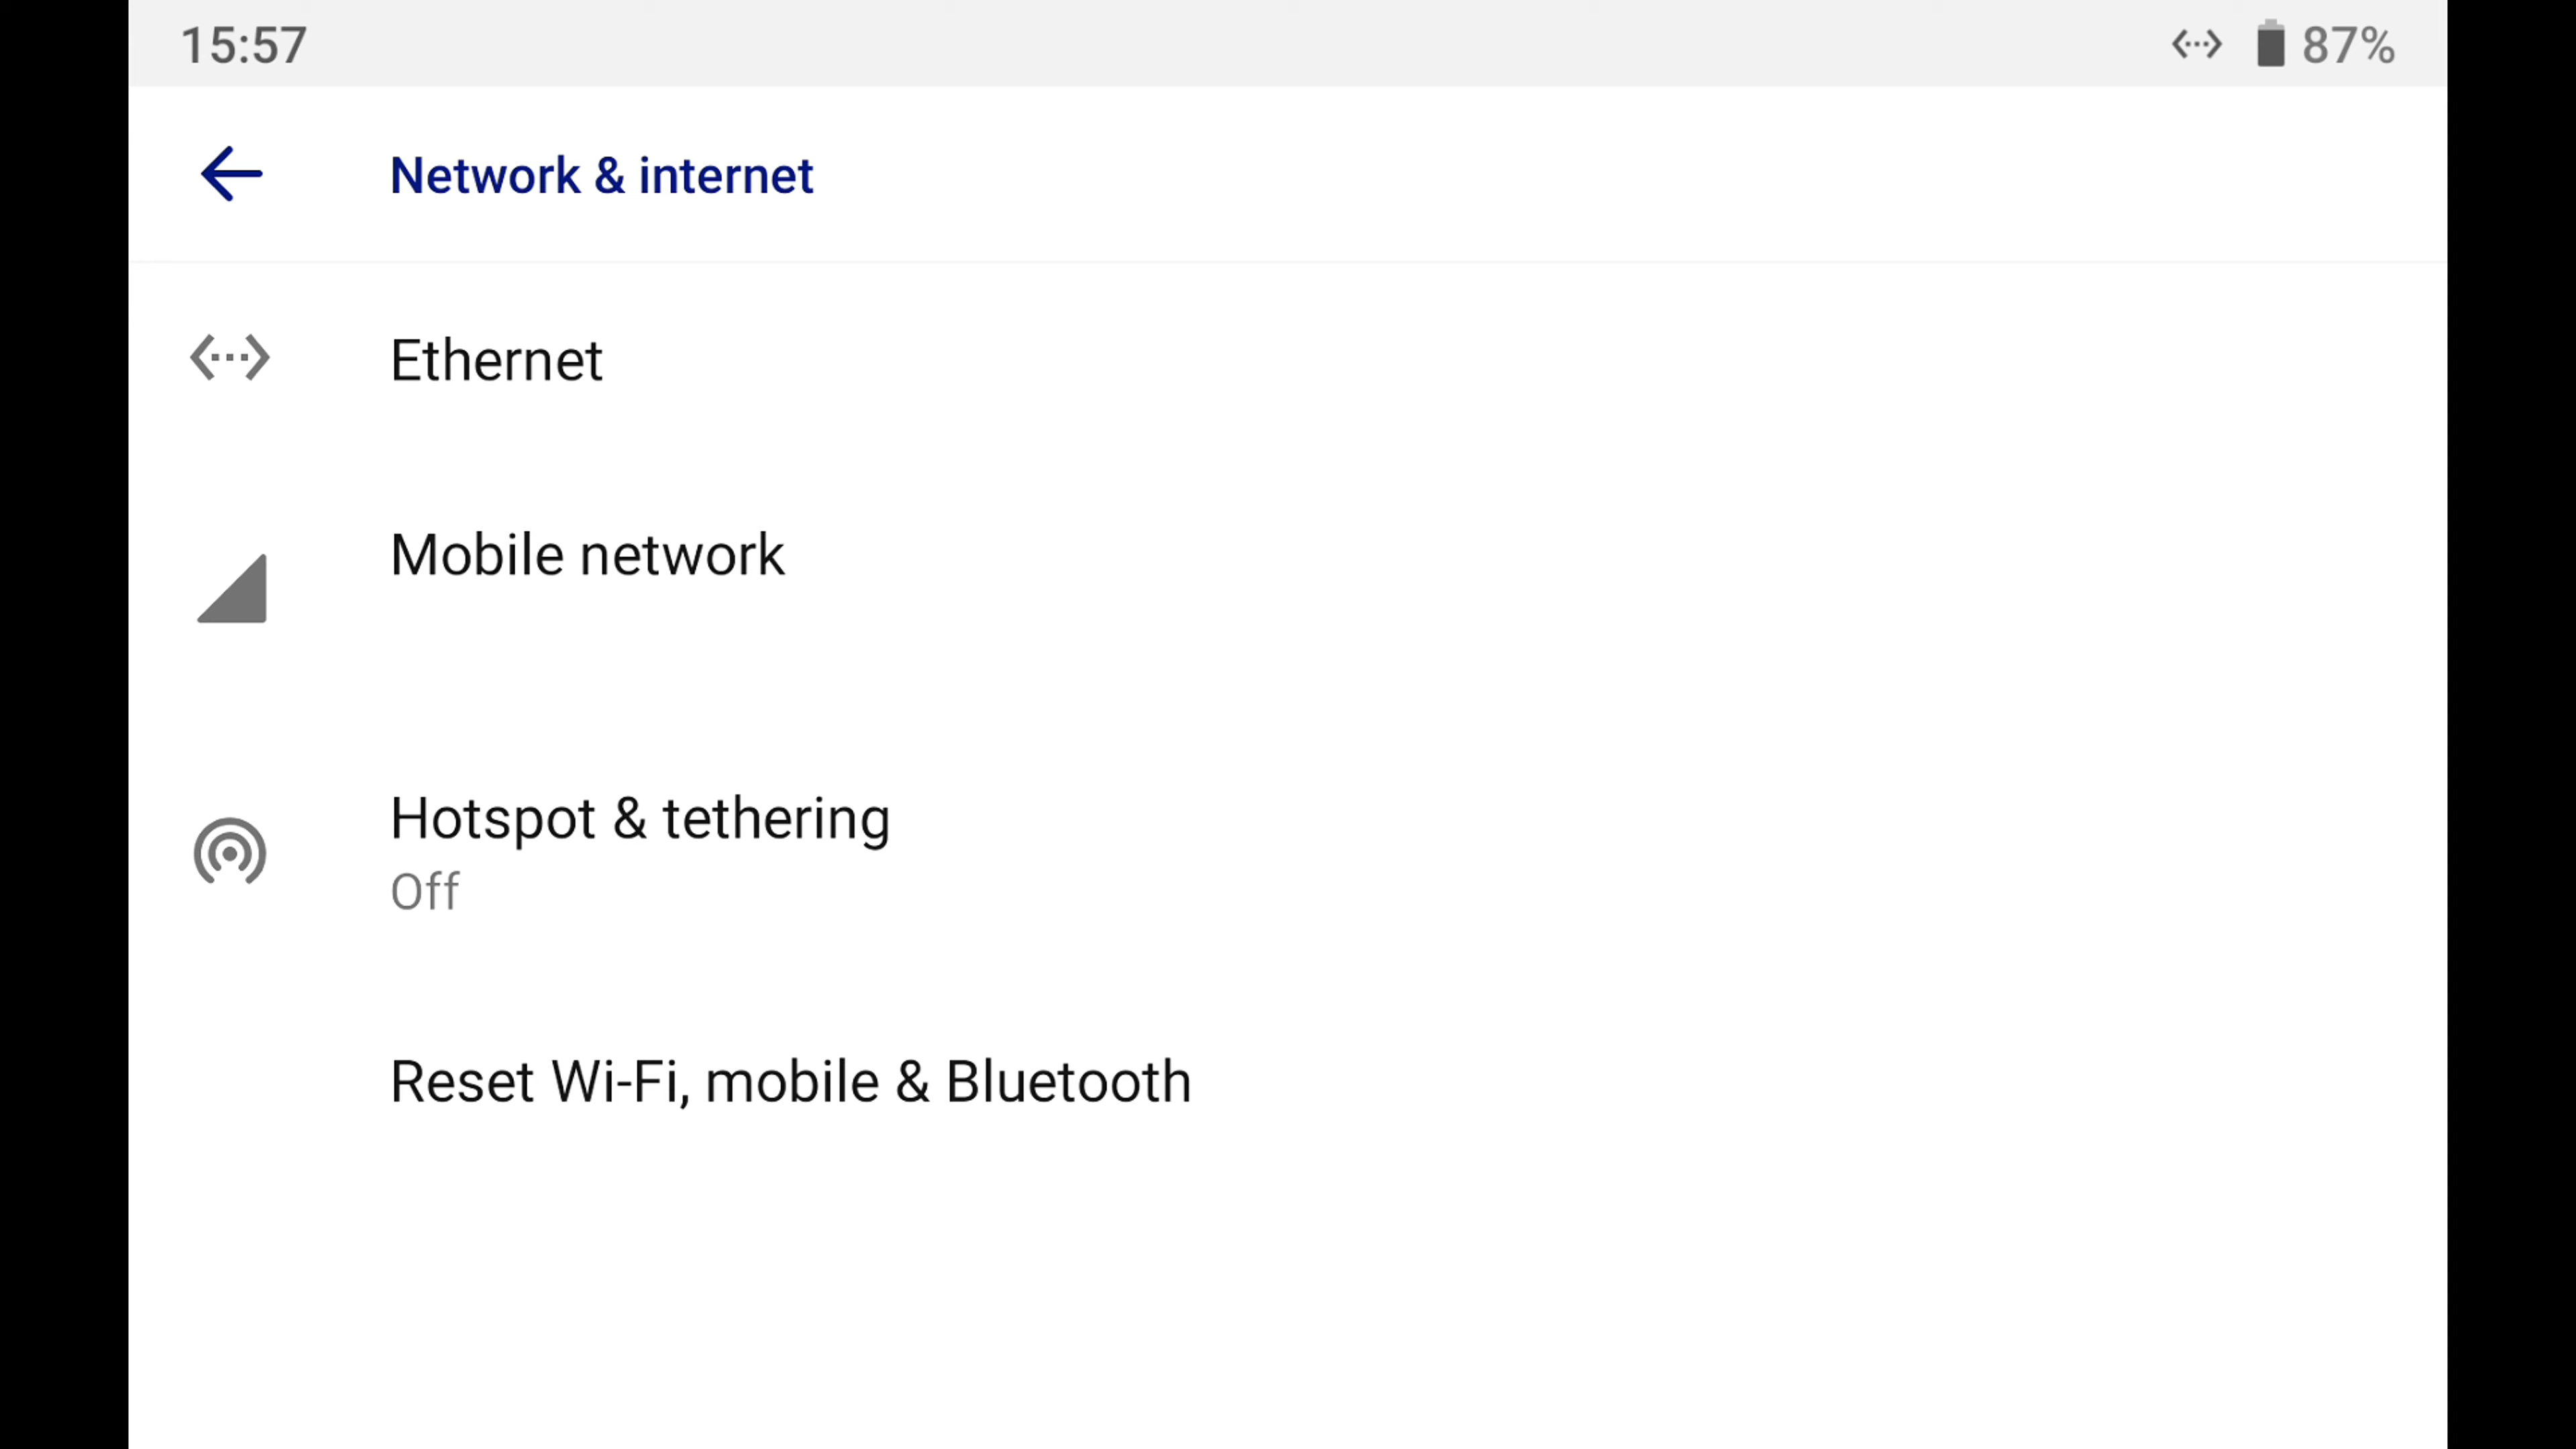 15:57
87%
Network & internet
Ethernet
Mobile network
Hotspot & tethering
Off
Reset Wi-Fi, mobile & Bluetooth